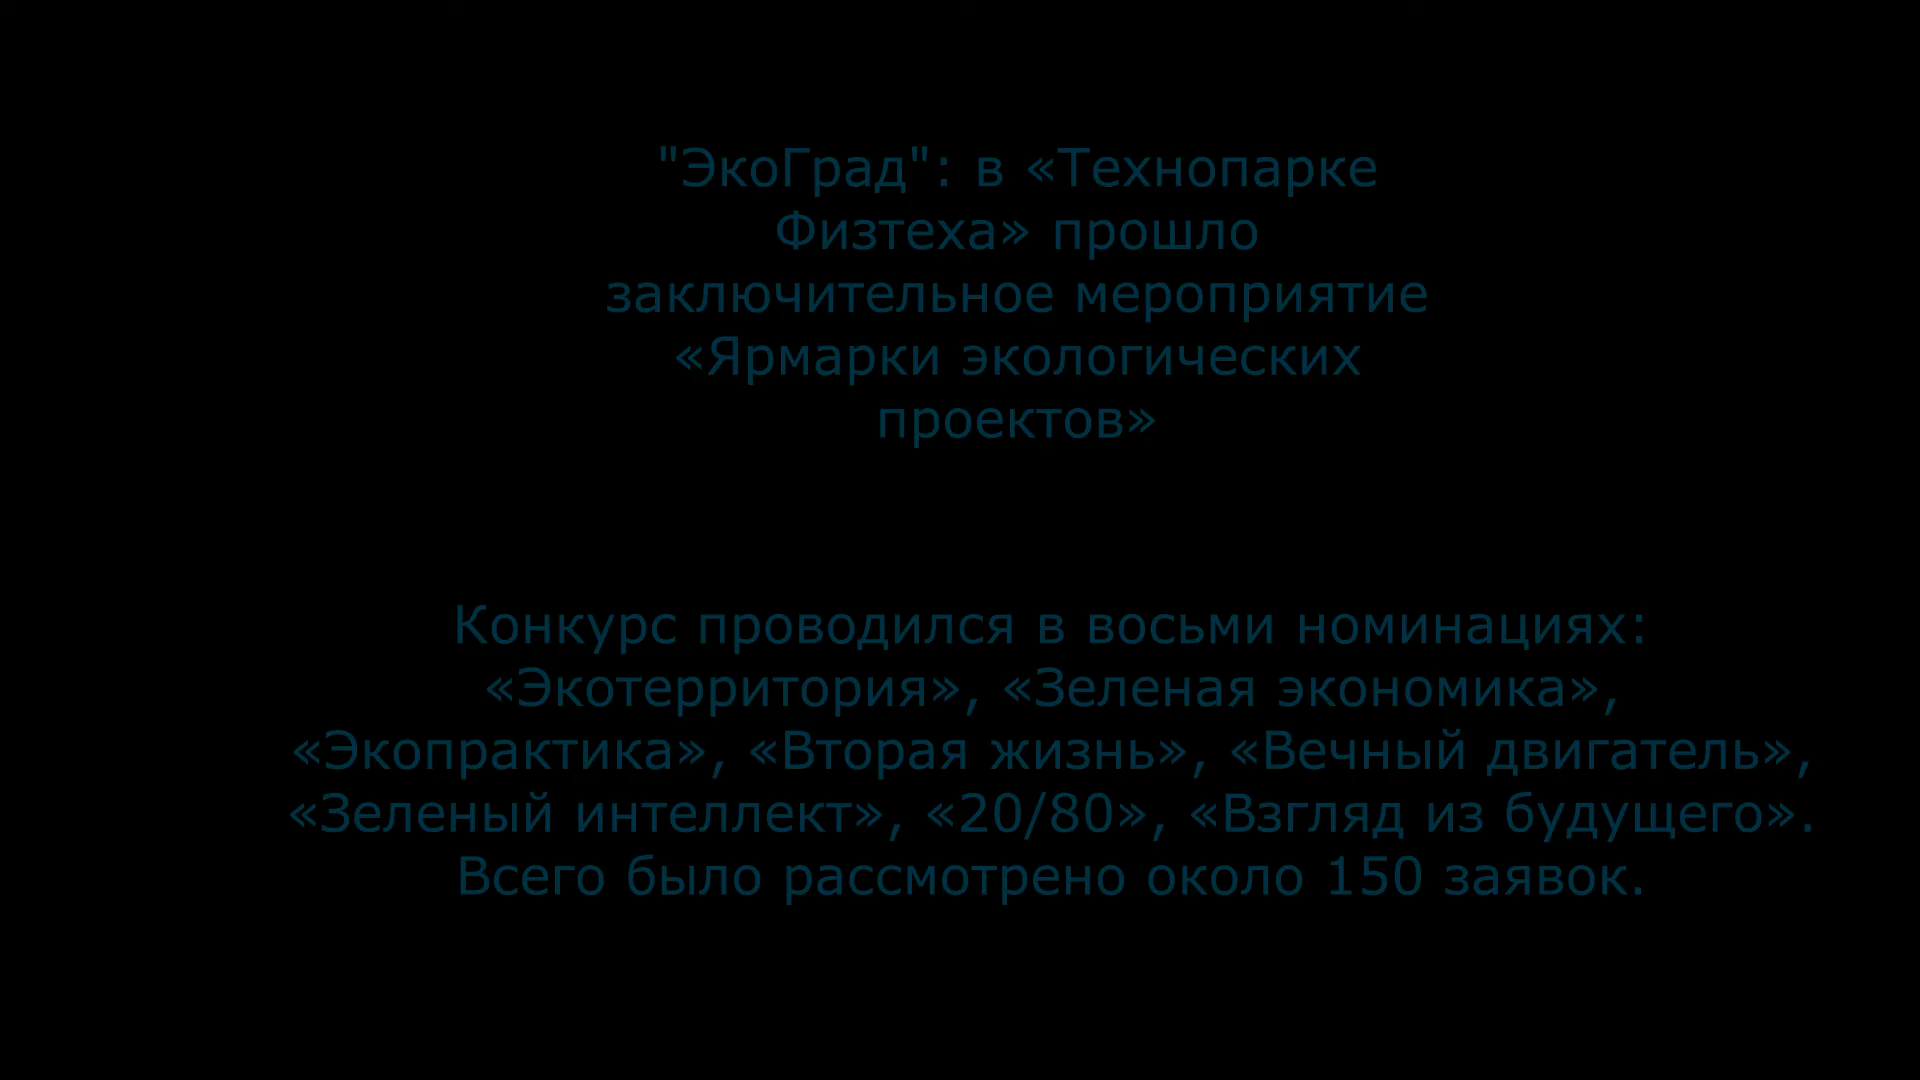 "ЭкоГрад": в «Технопарке
Физтеха» прошло
заключительное мероприятие
«Ярмарки экологических
проектов»
Конкурс проводился в восьми номинациях:
«Экотерритория», «Зеленая экономика»,
«Экопрактика», «Вторая жизнь», «Вечный двигатель»,
«Зеленый интеллект», «20/80», «Взгляд из будущего».
Всего было рассмотрено около 150 заявок.